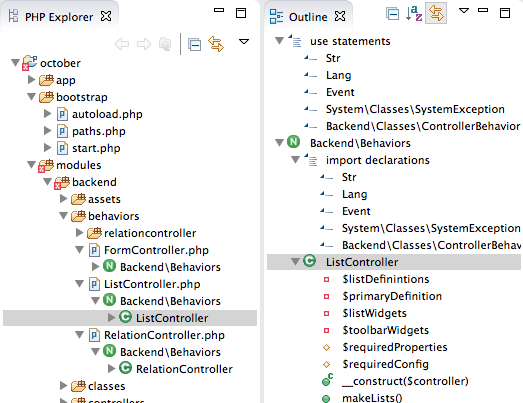 PHP Explorer
october
app
bootstrap
autoload.php
paths.php
start.php
modules
backend
assets
behaviors
relationcontroller
FormController.php
Backend\Behaviors
ListController.php
Backend\Behaviors
ListController
RelationController.php
Backend\Behaviors
RelationController
classes
controllers
Outline
use statements
Str
Lang
Event
System\Classes\SystemException
Backend\Classes\ControllerBehavior
Backend\Behaviors
import declarations
Str
Lang
Event
System\Classes\SystemException
Backend\Classes\ControllerBehav
ListController
$listDefinintions
$primaryDefinition
$listWidgets
$toolbarWidgets
$requiredProperties
$requiredConfig
__construct($controller)
makeLists()